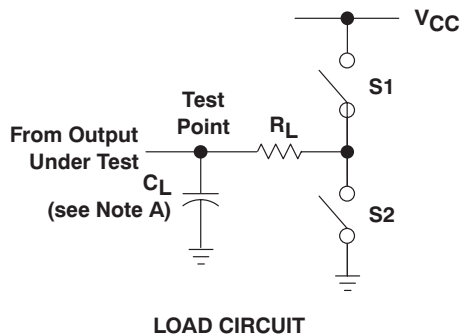 VCC
S1
Test
Point
RL
From Output
Under Test
CL
(see Note A)
S2
LOAD CIRCUIT